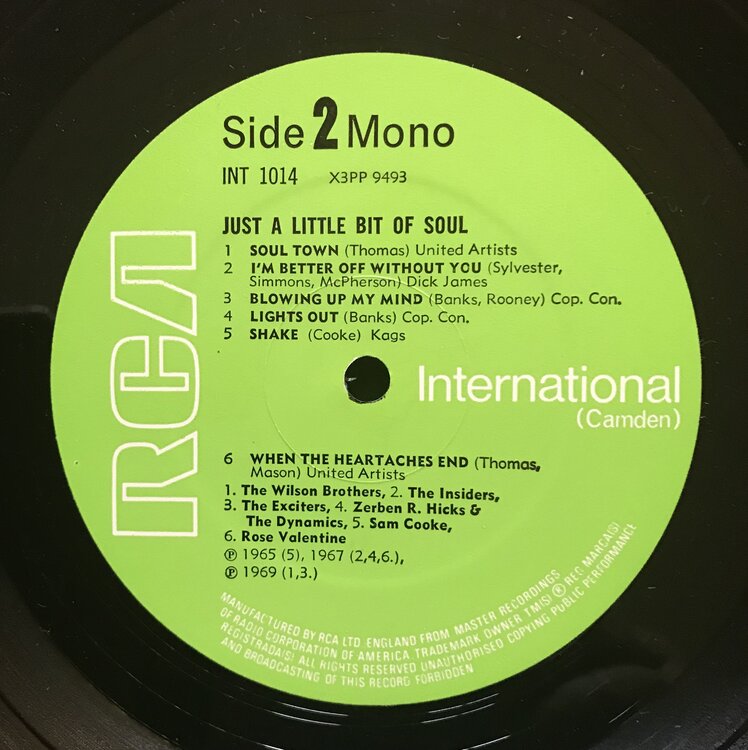 Side 2 Mono
INT 1014 X3PP 9493
JUST A LITTLE BIT OF SOUL
1 SOUL TOWN (Thomas) United Artists
2 I'M BETTER OFF WITHOUT YOU (Sylvester,
Simmons, McPherson) Dick James
3 BLOWING UP MY MIND (Banks, Rooney) Cop. Con.
4 LIGHTS OUT (Banks) Cop. Con.
5 SHAKE (Cooke) Kags
RCA
International
(Camden)
6 WHEN THE HEARTACHES END (Thomas,
Mason) United Artists
1. The Wilson Brothers, 2. The Insiders,
3. The Exciters, 4. Zerben R. Hicks &
The Dynamics, 5. Sam Cooke,
6. Rose Valentine
℗ 1965 (5), 1967 (2,4,6.),
℗ 1969 (1,3.)
MANUFACTURED BY RCA LTD. ENGLAND FROM MASTER RECORDINGS
OF RADIO CORPORATION OF AMERICA TRADEMARK OWNER TM(S) ® REG MARCA(S)
REGISTRADA(S) ALL RIGHTS RESERVED UNAUTHORISED COPYING PUBLIC PERFORMANCE
AND BROADCASTING OF THIS RECORD FORBIDDEN